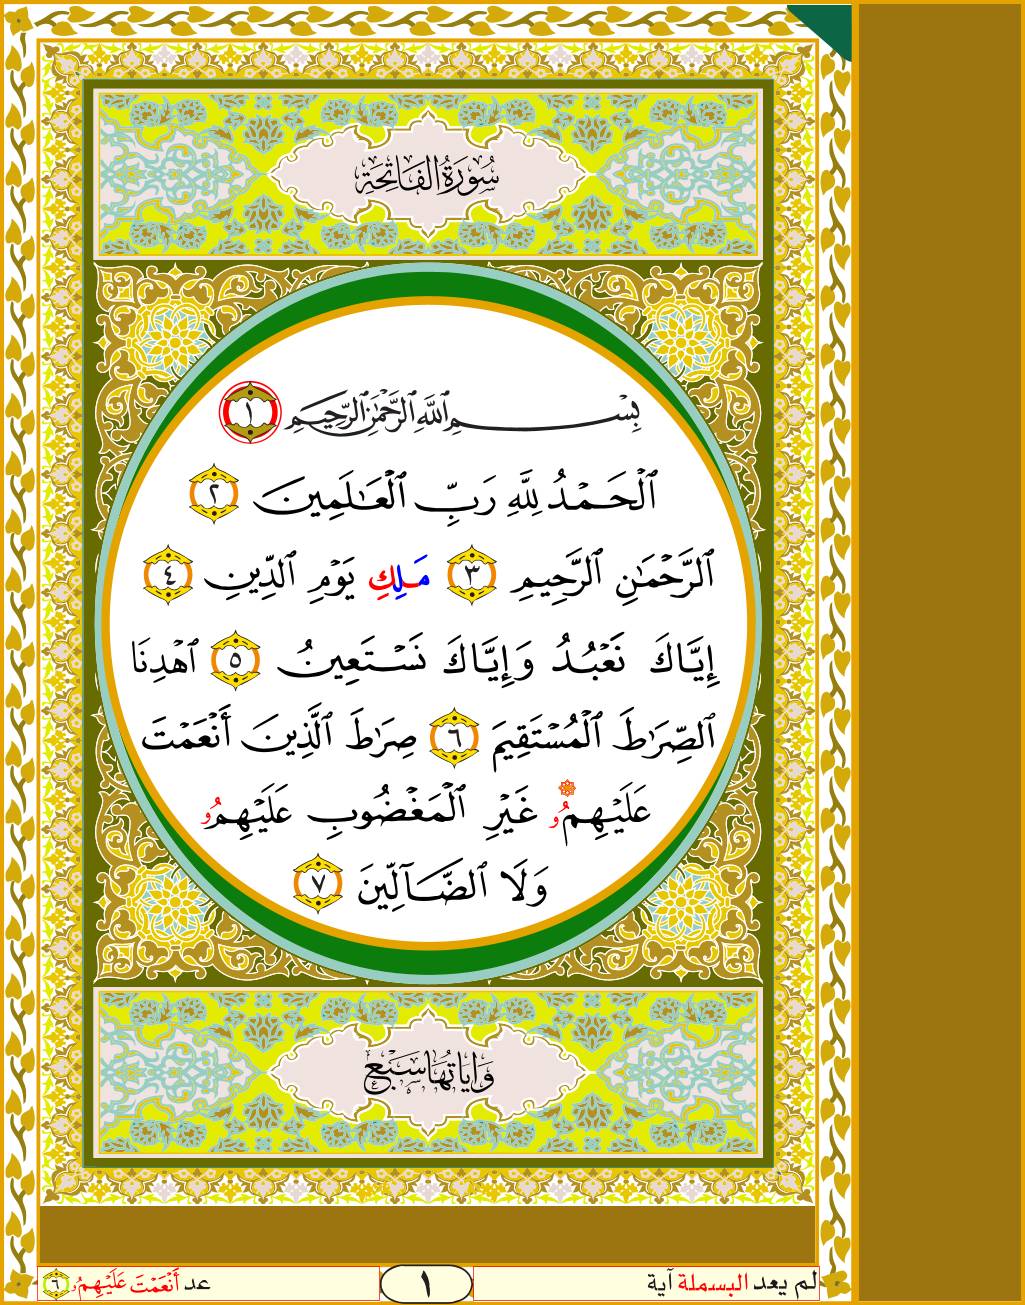 سُورَةُ الفَاتِحَةِ
بِسْمِ ٱللَّهِ ٱلرَّحْمَٰنِ ٱلرَّحِيمِ ١
ٱلْحَمْدُ لِلَّهِ رَبِّ ٱلْعَٰلَمِينَ ٢
ٱلرَّحْمَٰنِ ٱلرَّحِيمِ ٣ مَلِكِ يَوْمِ ٱلدِّينِ ٤
إِيَّاكَ نَعْبُدُ وَإِيَّاكَ نَسْتَعِينُ ٥ ٱهْدِنَا
ٱلصِّرَٰطَ ٱلْمُسْتَقِيمَ ٦ صِرَٰطَ ٱلَّذِينَ أَنْعَمْتَ
عَلَيْهِمُۥ غَيْرِ ٱلْمَغْضُوبِ عَلَيْهِمُۥ
وَلَا ٱلضَّآلِّينَ ٧
وَاٰيَاتُهَا سَبْعٌ
لم يعد البسملة آية
١
عد أَنْعَمْتَ عَلَيْهِمُۥ ٦